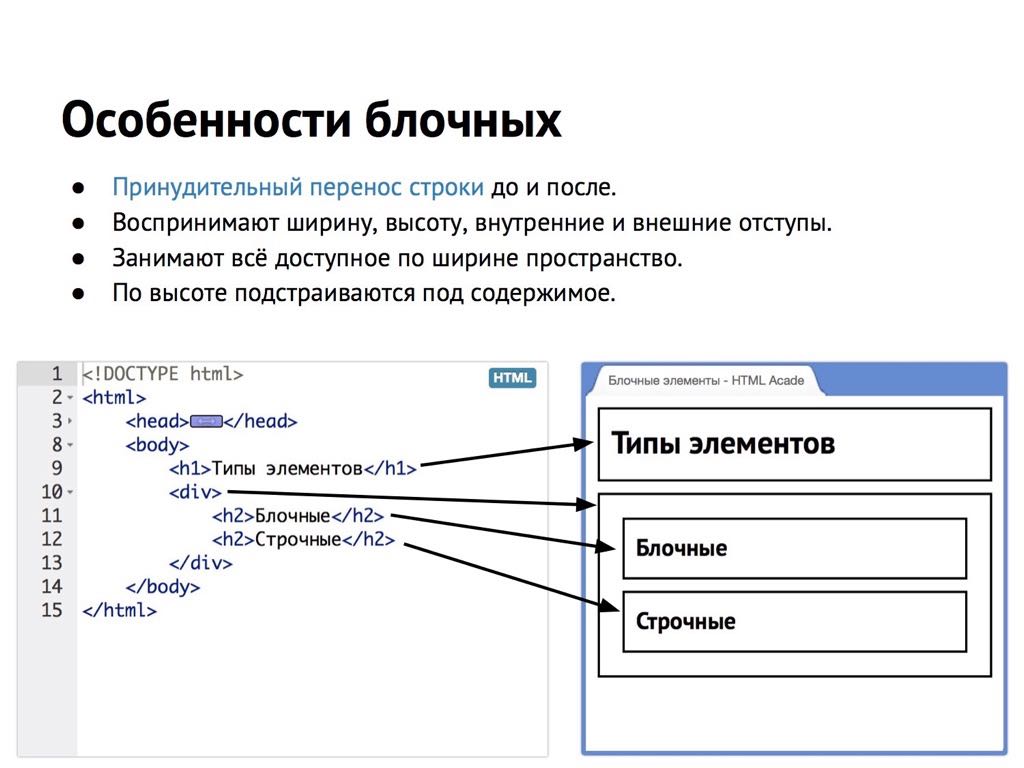 Особенности блочных
● Принудительный перенос строки до и после.
● Воспринимают ширину, высоту, внутренние и внешние отступы.
● Занимают всё доступное по ширине пространство.
● По высоте подстраиваются под содержимое.
HTML
1 <!DOCTYPE html>
2 <html>
3 <head></head>
8 <body>
9 <h1>Типы элементов</h1>
10 <div>
11 <h2>Блочные</h2>
12 <h2>Строчные</h2>
13 </div>
14 </body>
15 </html>
Блочные элементы - HTML Acade
Типы элементов
Блочные
Строчные